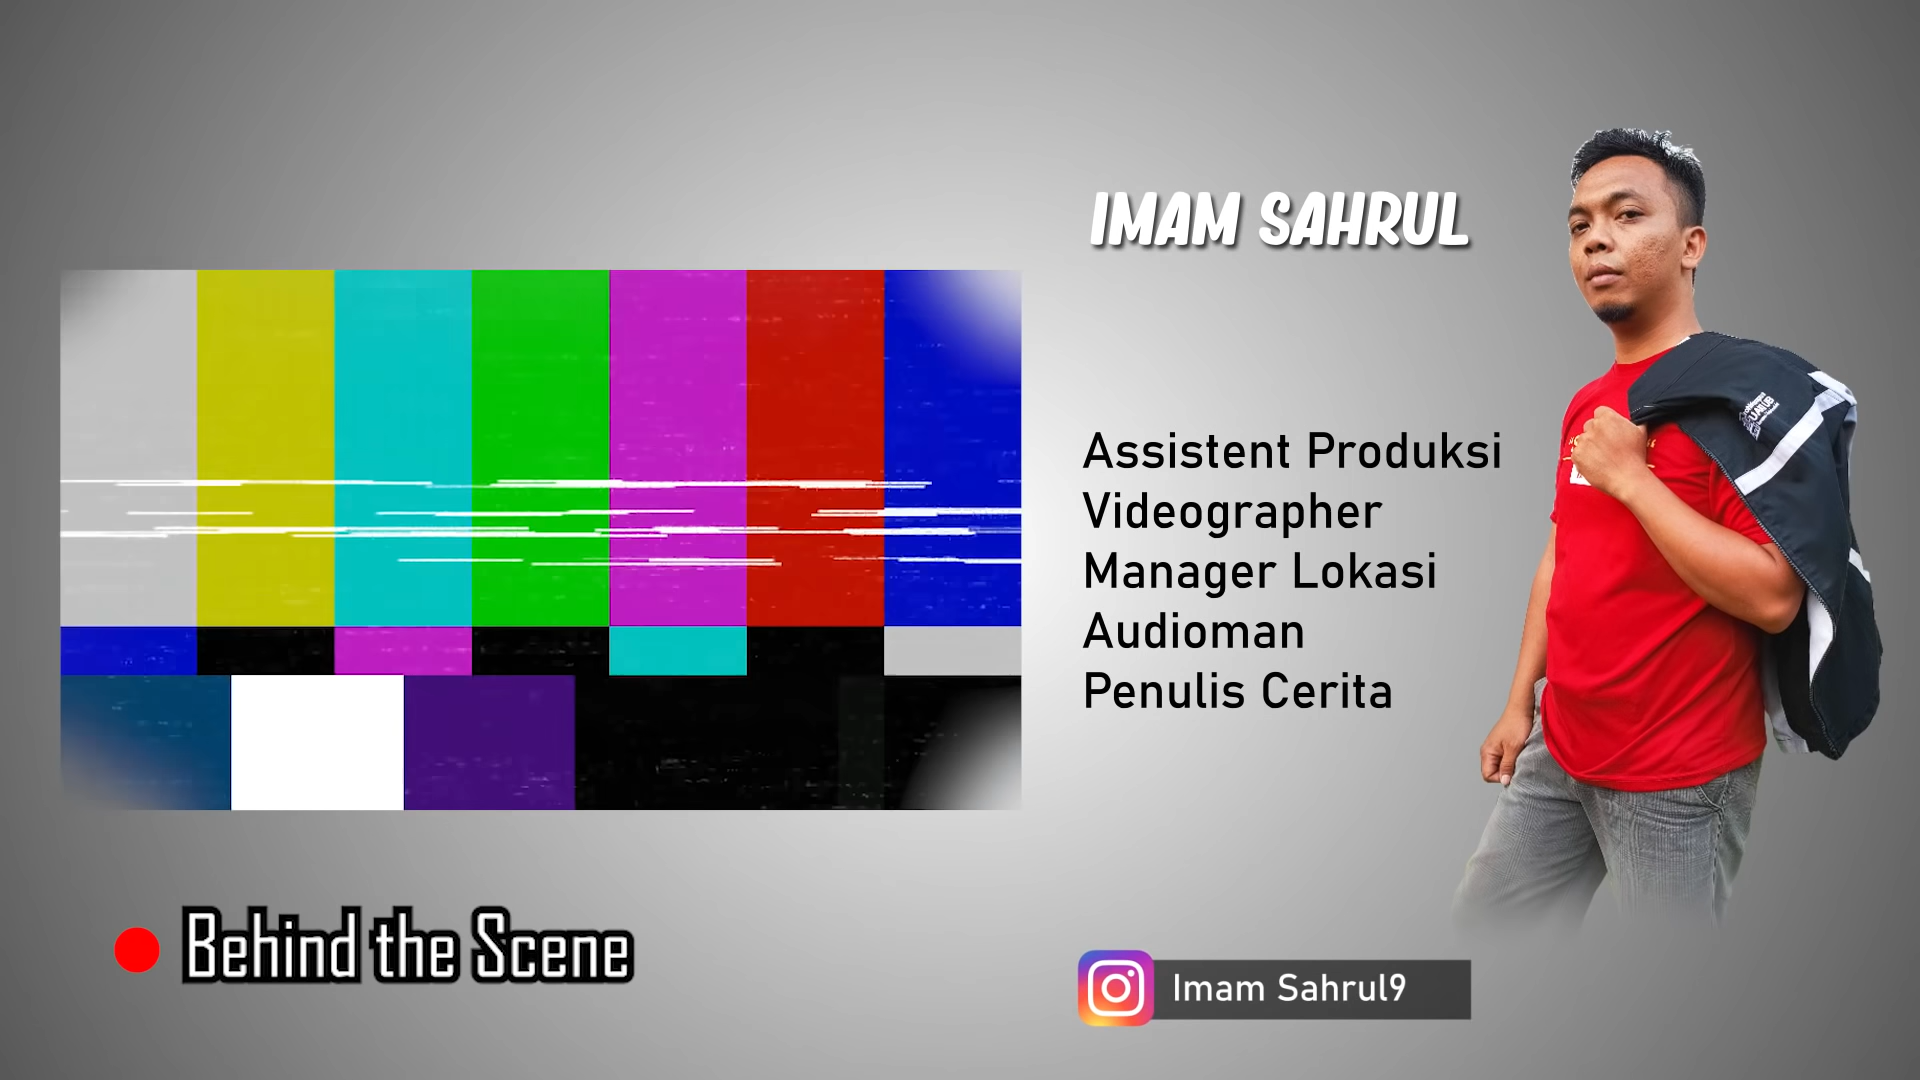 IMAM SAHRUL
Assistent Produksi
Videographer
Manager Lokasi
Audioman
Penulis Cerita
Behind the Scene
Imam Sahrul9